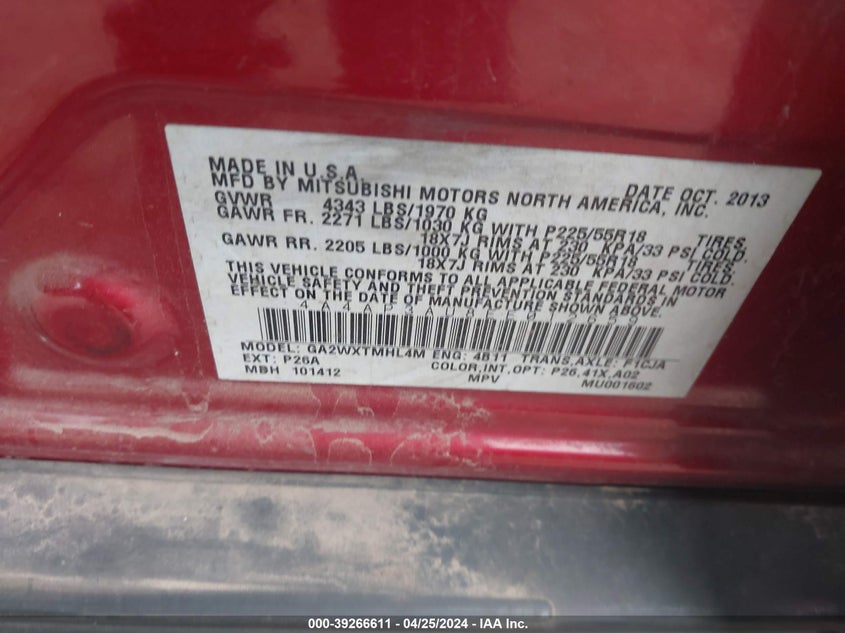 MADE IN U.S.A. DATE OCT. 2013
MFD BY MITSUBISHI MOTORS NORTH AMERICA, INC.
GVWR 4343 LBS/1970 KG
GAWR FR. 2271 LBS/1030 KG WITH P225/55R18 TIRES,
18X7J RIMS AT 230 KPA/33 PSI COLD.
GAWR RR. 2205 LBS/1000 KG WITH P225/55R18 TIRES,
18X7J RIMS AT 230 KPA/33 PSI COLD.
THIS VEHICLE CONFORMS TO ALL APPLICABLE FEDERAL MOTOR
VEHICLE SAFETY AND THEFT PREVENTION STANDARDS IN
EFFECT ON THE DATE OF MANUFACTURE SHOWN ABOVE.
MODEL: GA2WXTMHL4M ENG: 4B11 TRANS,AXLE: F1CJA
EXT: P26A COLOR,INT,OPT: P26,41X,A02
MBH 101412 MPV MU001602
000-39266611 - 04/25/2024 - IAA Inc.